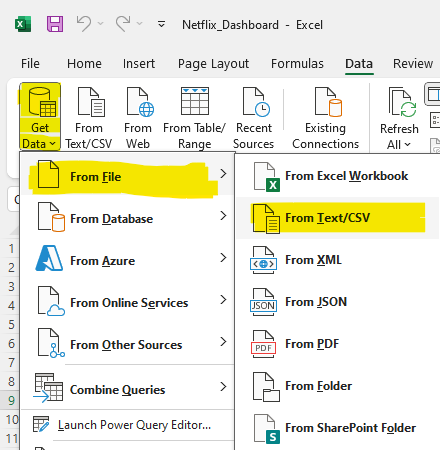 Netflix_Dashboard - Excel
File Home Insert Page Layout Formulas Data Review
Get Data From Text/CSV From Web From Table/ Range Recent Sources Existing Connections Refresh All
From File
From Database
From Azure
From Online Services
From Other Sources
Combine Queries
Launch Power Query Editor...
From Excel Workbook
From Text/CSV
From XML
From JSON
JSON
From PDF
PDF
From Folder
From SharePoint Folder
1
2
3
4
5
6
7
8
9
10
11